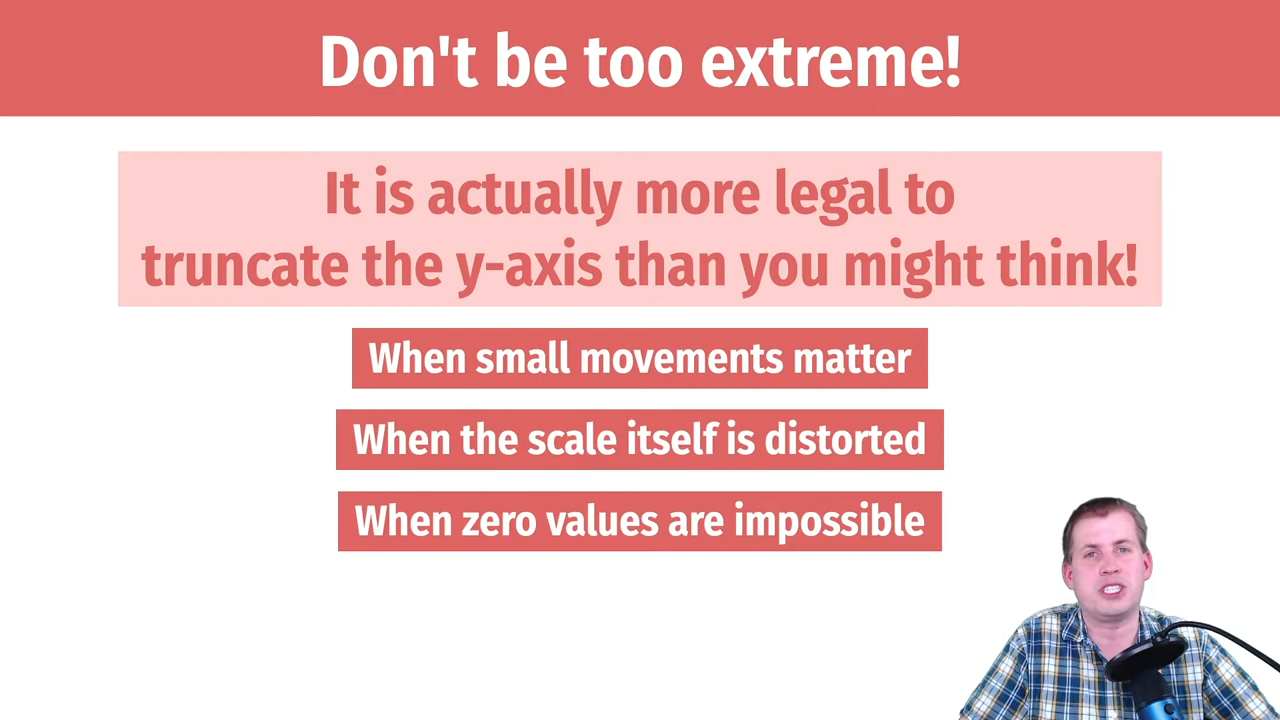 Don't be too extreme!
It is actually more legal to
truncate the y-axis than you might think!
When small movements matter
When the scale itself is distorted
When zero values are impossible